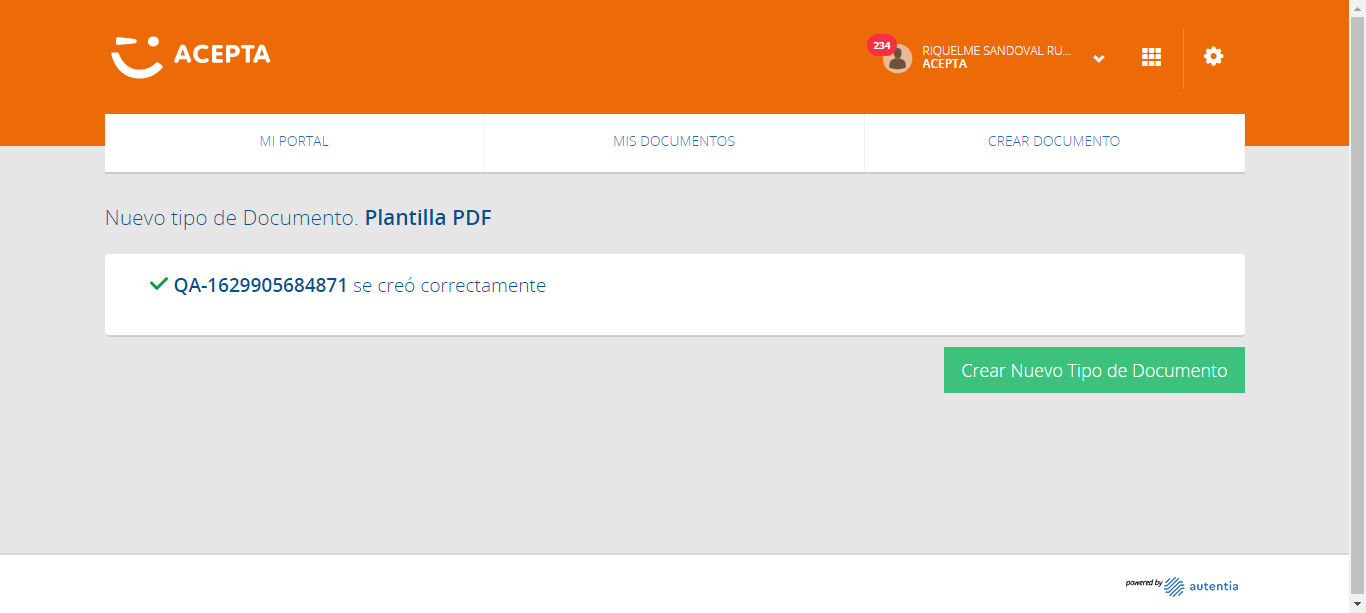 ACEPTA
234
RIQUELME SANDOVAL RU...
ACEPTA
MI PORTAL
MIS DOCUMENTOS
CREAR DOCUMENTO
Nuevo tipo de Documento. Plantilla PDF
QA-1629905684871 se creó correctamente
Crear Nuevo Tipo de Documento
powered by autentia